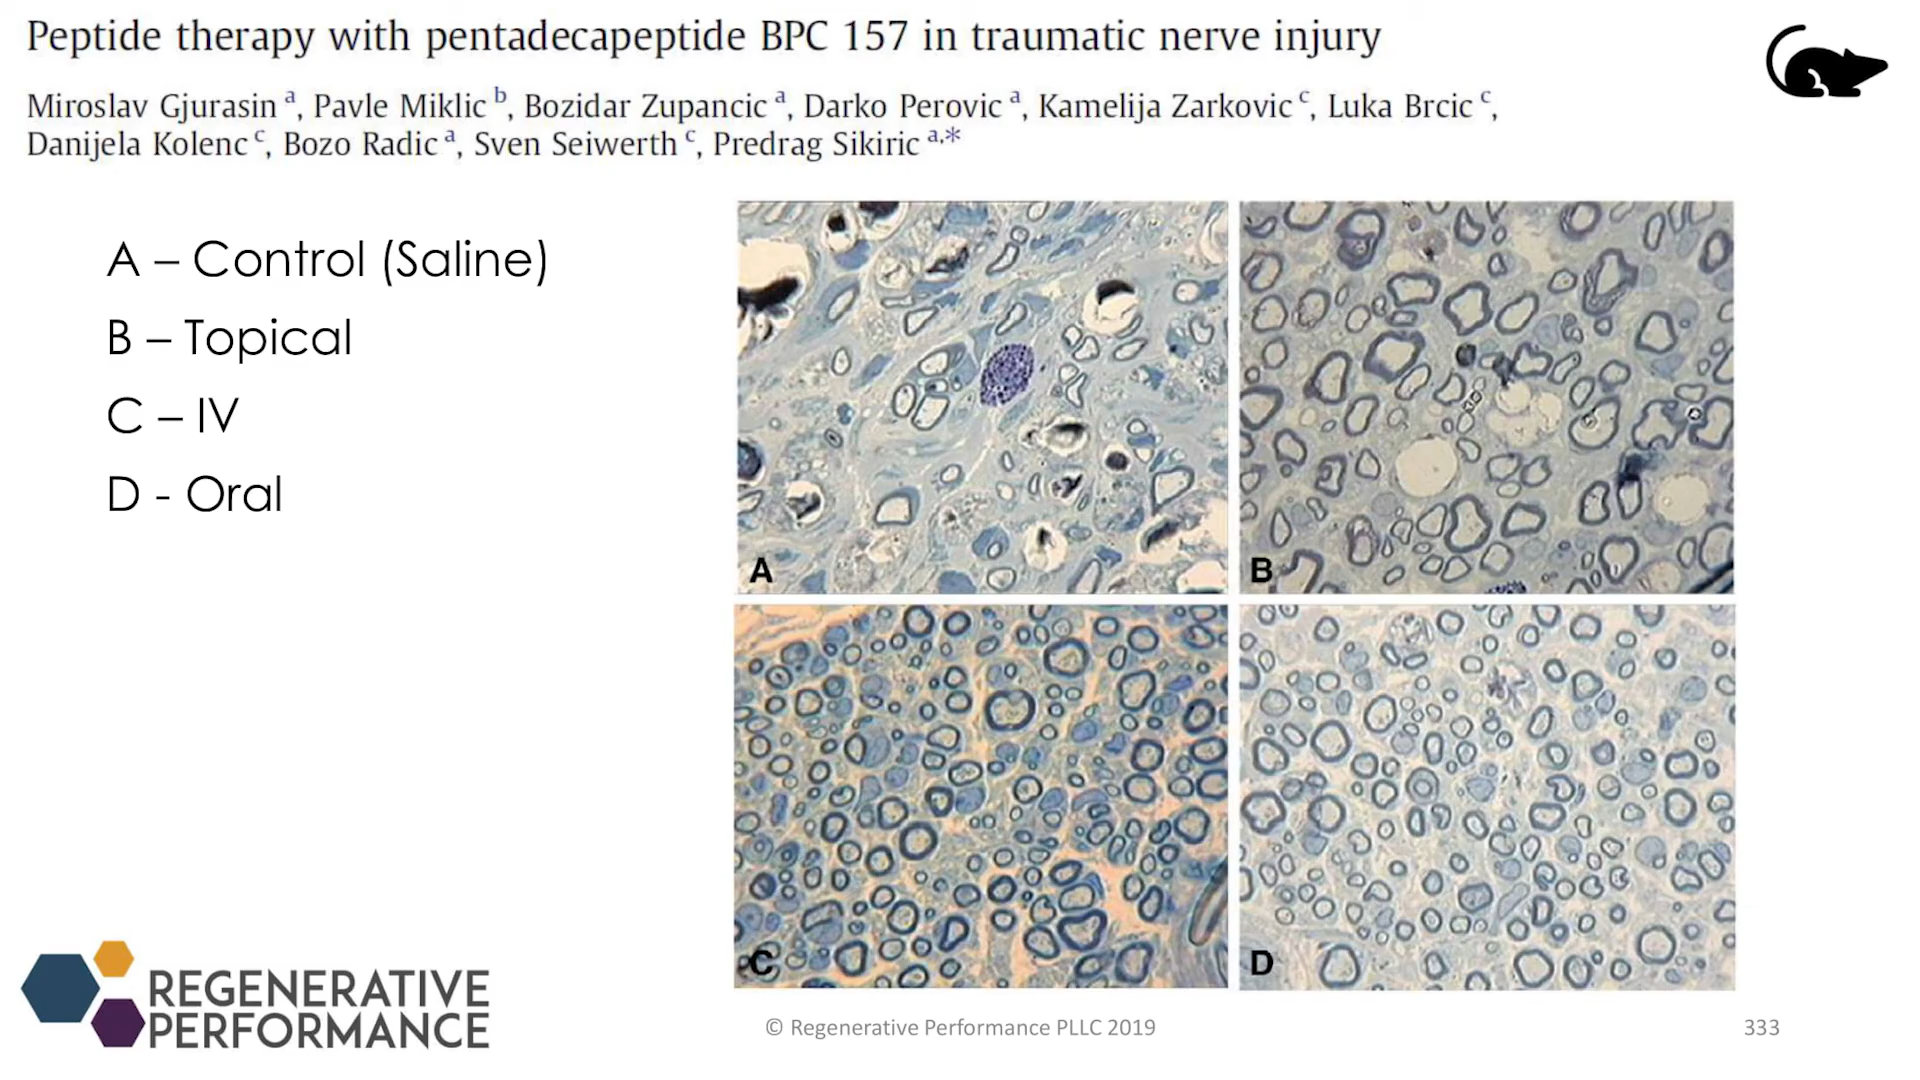 Peptide therapy with pentadecapeptide BPC 157 in traumatic nerve injury
Miroslav Gjurasin a, Pavle Miklic b, Bozidar Zupancic a, Darko Perovic a, Kamelija Zarkovic c, Luka Brcic c,
Danijela Kolenc c, Bozo Radic a, Sven Seiwerth c, Predrag Sikiric a,*
A – Control (Saline)
B – Topical
C – IV
D - Oral
A
B
C
D
REGENERATIVE
PERFORMANCE
© Regenerative Performance PLLC 2019
333